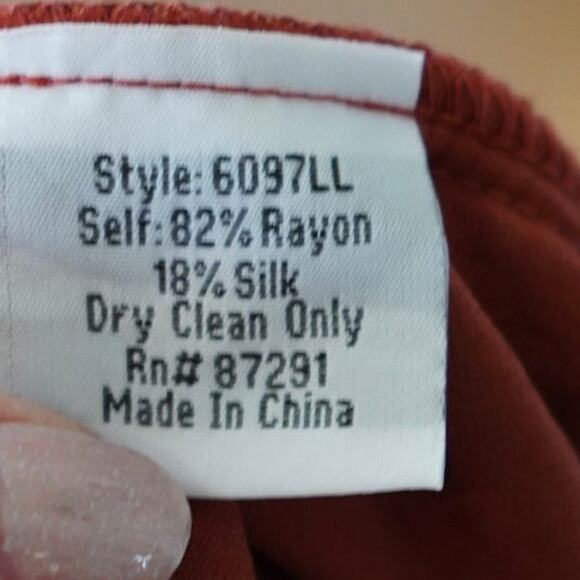 Style: 6097LL
Self: 82% Rayon
18% Silk
Dry Clean Only
Rn# 87291
Made In China